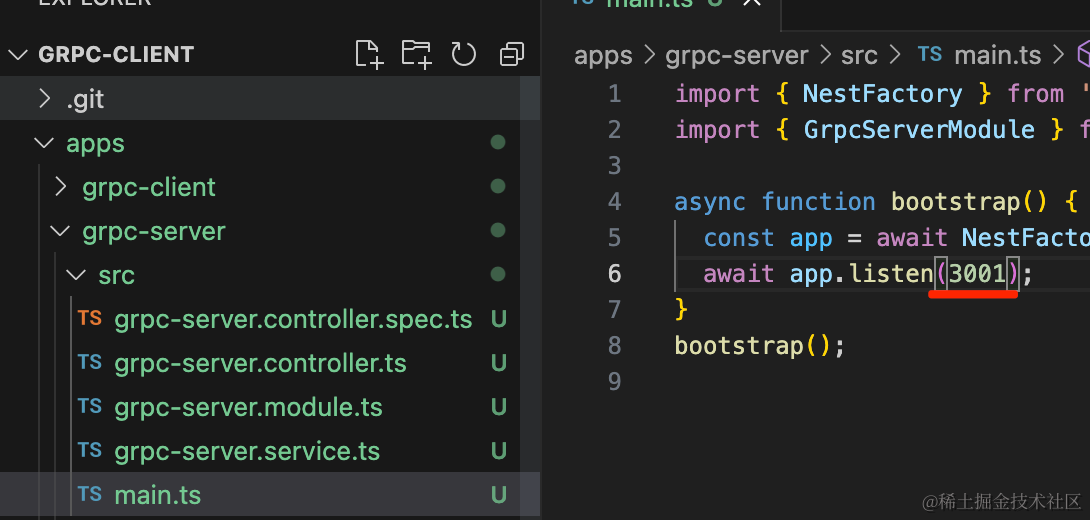 EXPLORER
GRPC-CLIENT
.git
apps
grpc-client
grpc-server
src
TS grpc-server.controller.spec.ts U
TS grpc-server.controller.ts U
TS grpc-server.module.ts U
TS grpc-server.service.ts U
TS main.ts U
TS main.ts U
apps > grpc-server > src > TS main.ts >
1 import { NestFactory } from '
2 import { GrpcServerModule } f
3
4 async function bootstrap() {
5 const app = await NestFacto
6 await app.listen(3001);
7 }
8 bootstrap();
9
@稀土掘金技术社区